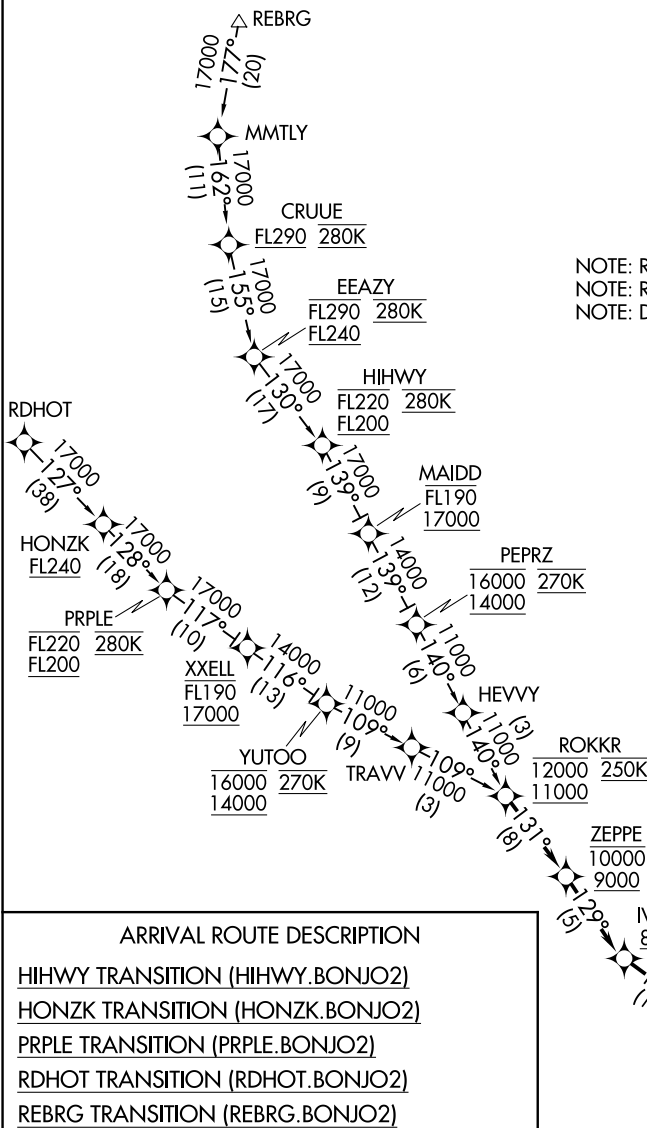 REBRG
17000
177°
(20)
MMTLY
17000
162°
(11)
CRUUE
FL290 280K
17000
155°
(15)
EEAZY
FL290 280K
FL240
NOTE: R
NOTE: R
NOTE: D
17000
130°
(17)
HIHWY
FL220 280K
FL200
RDHOT
17000
127°
(38)
17000
139°
(9)
MAIDD
FL190
17000
HONZK
FL240
17000
128°
(18)
14000
139°
(12)
PEPRZ
16000 270K
14000
PRPLE
FL220 280K
FL200
17000
117°
(10)
11000
140°
(6)
XXELL
FL190
17000
14000
116°
(13)
HEVVY
11000
140°
(3)
YUTOO
16000 270K
14000
11000
109°
(9)
TRAVV
109°
11000
(3)
ROKKR
12000 250K
11000
131°
(8)
ZEPPE
10000
9000
129°
(5)
8
ARRIVAL ROUTE DESCRIPTION
HIHWY TRANSITION (HIHWY.BONJO2)
HONZK TRANSITION (HONZK.BONJO2)
PRPLE TRANSITION (PRPLE.BONJO2)
RDHOT TRANSITION (RDHOT.BONJO2)
REBRG TRANSITION (REBRG.BONJO2)